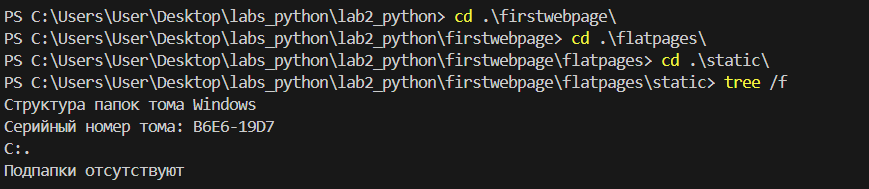 PS C:\Users\User\Desktop\labs_python\lab2_python> cd .\firstwebpage\
PS C:\Users\User\Desktop\labs_python\lab2_python\firstwebpage> cd .\flatpages\
PS C:\Users\User\Desktop\labs_python\lab2_python\firstwebpage\flatpages> cd .\static\
PS C:\Users\User\Desktop\labs_python\lab2_python\firstwebpage\flatpages\static> tree /f
Структура папок тома Windows
Серийный номер тома: B6E6-19D7
C:.
Подпапки отсутствуют